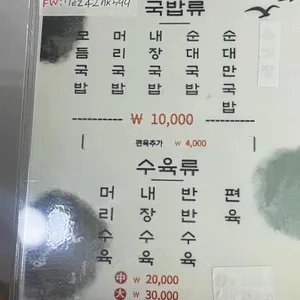 국밥류
모듬국밥
머리국밥
내장국밥
순대국밥
순대만국밥
₩ 10,000
편육추가 ₩ 4,000
수육류
머리수육
내장수육
반반수육
편육
中 ₩ 20,000
大 ₩ 30,000